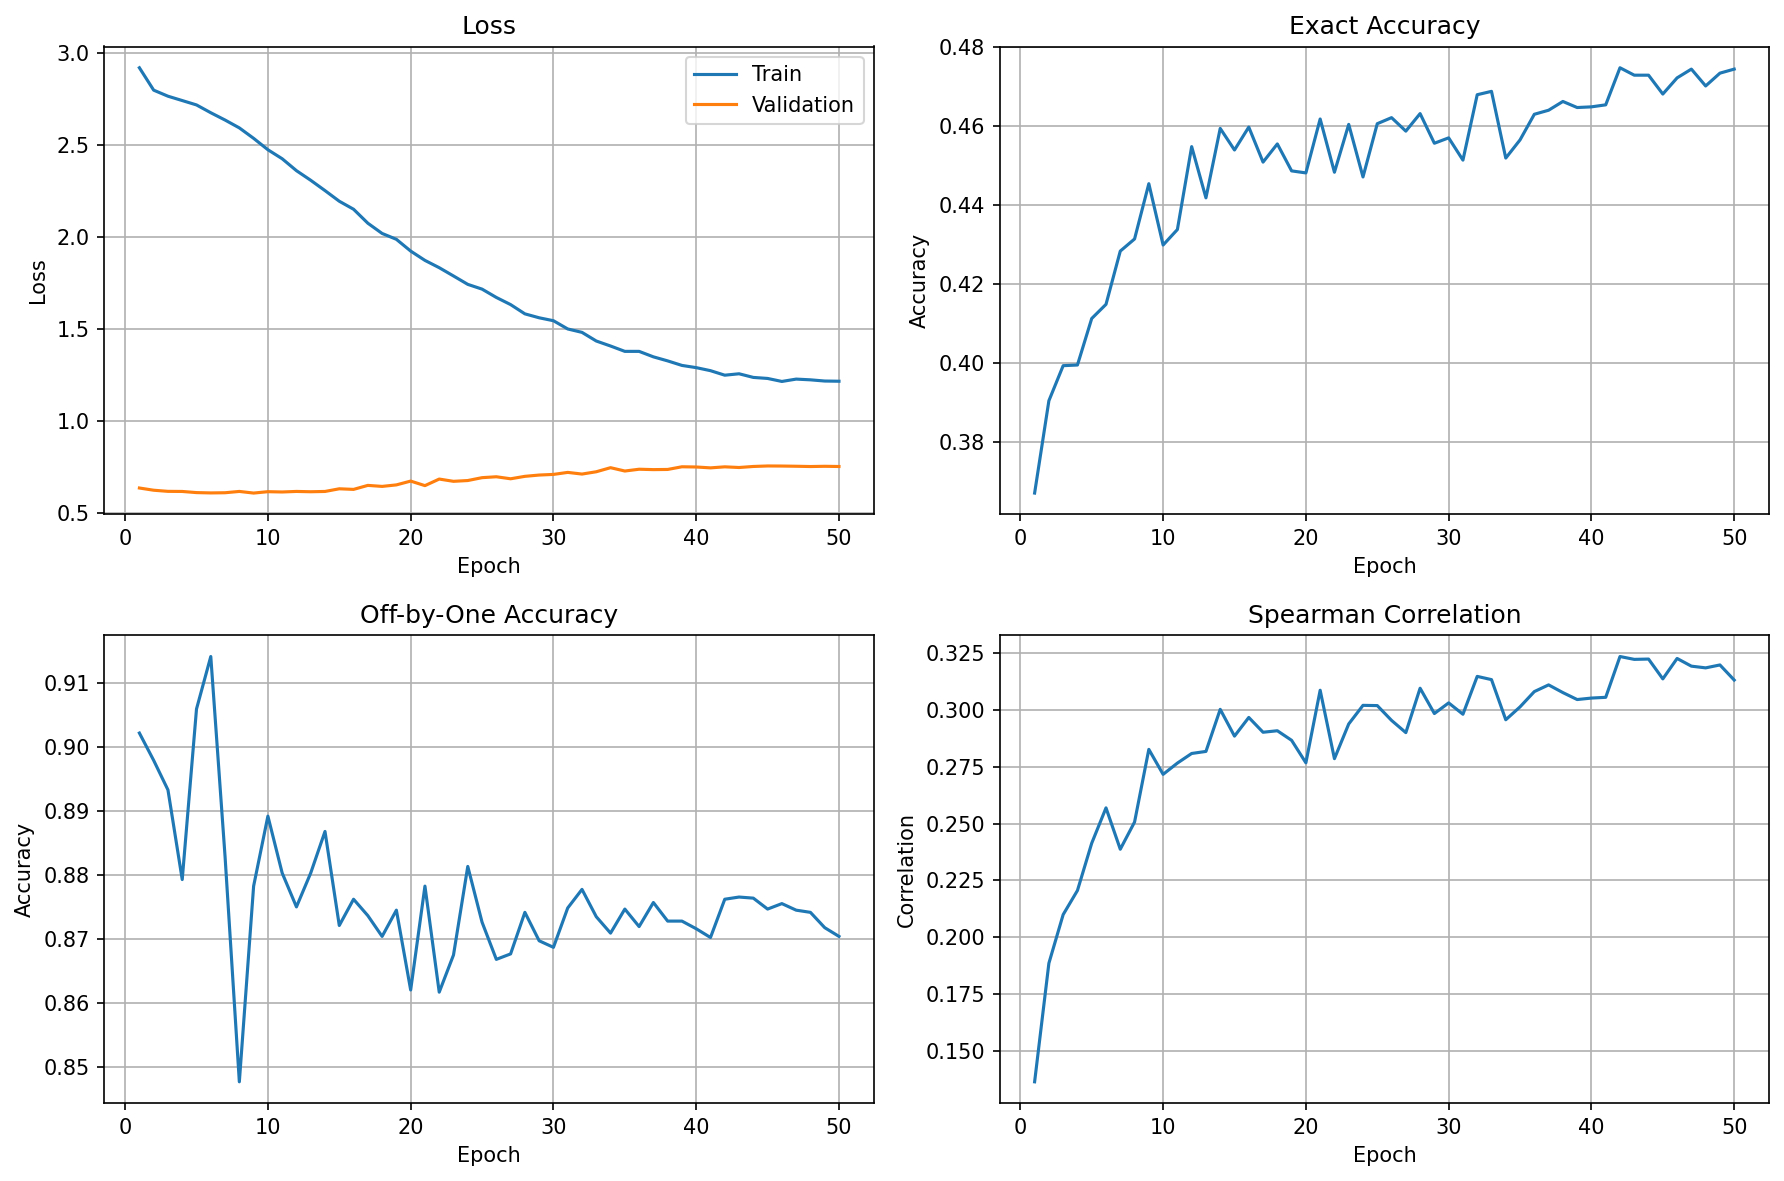 Loss
3.0
2.5
2.0
1.5
1.0
0.5
Loss
Train
Validation
0 10 20 30 40 50
Epoch
Exact Accuracy
0.48
0.46
0.44
0.42
0.40
0.38
Accuracy
0 10 20 30 40 50
Epoch
Off-by-One Accuracy
0.91
0.90
0.89
0.88
0.87
0.86
0.85
Accuracy
0 10 20 30 40 50
Epoch
Spearman Correlation
0.325
0.300
0.275
0.250
0.225
0.200
0.175
0.150
Correlation
0 10 20 30 40 50
Epoch